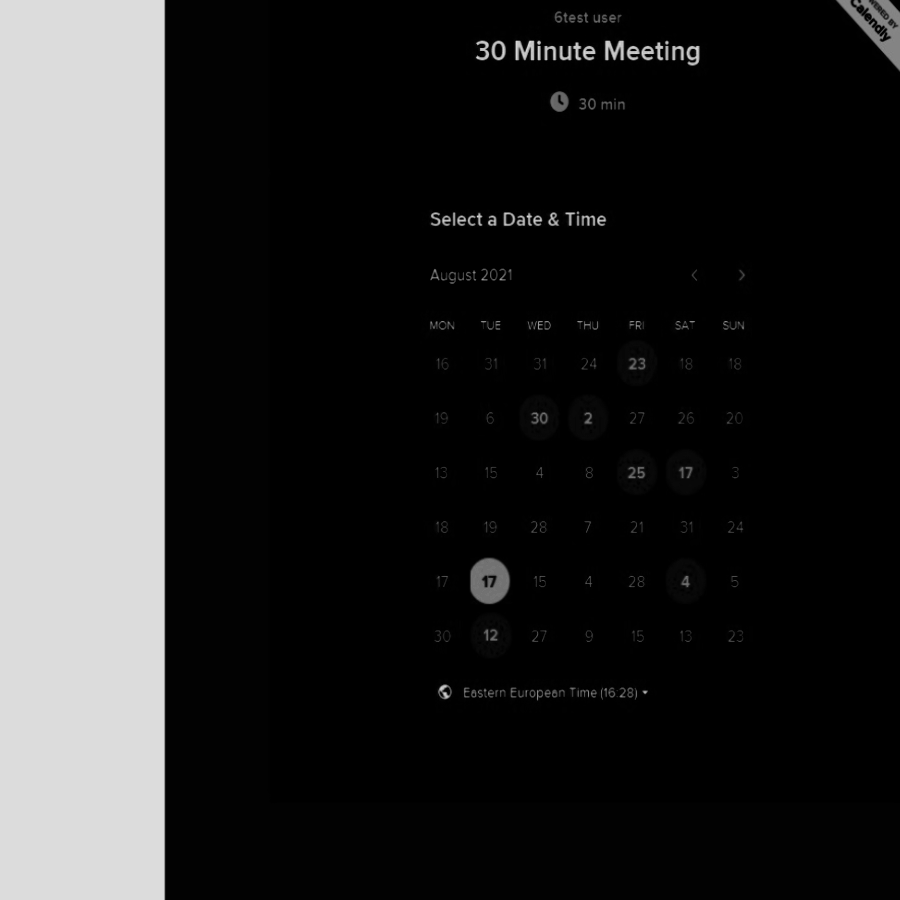 6test user
POWERED BY
Calendly
30 Minute Meeting
30 min
Select a Date & Time
August 2021
MON TUE WED THU FRI SAT SUN
16 31 31 24 23 18 18
19 6 30 2 27 26 20
13 15 4 8 25 17 3
18 19 28 7 21 31 24
17 17 15 4 28 4 5
30 12 27 9 15 13 23
Eastern European Time (16:28)